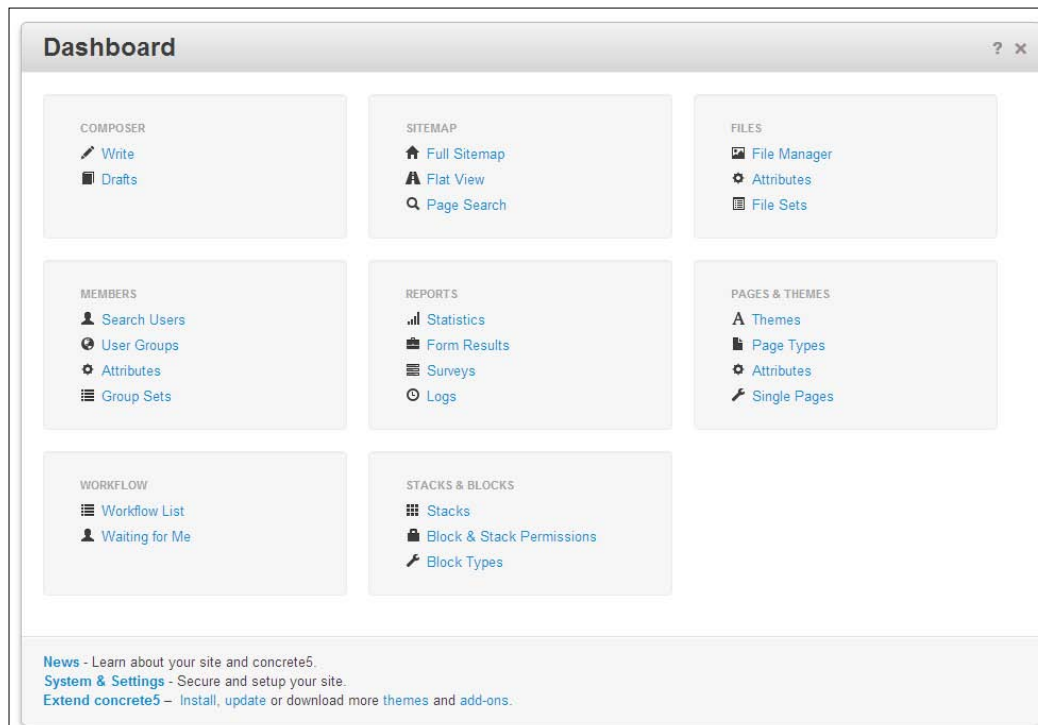 Dashboard
? ×
COMPOSER
Write
Drafts
SITEMAP
Full Sitemap
Flat View
Page Search
FILES
File Manager
Attributes
File Sets
MEMBERS
Search Users
User Groups
Attributes
Group Sets
REPORTS
Statistics
Form Results
Surveys
Logs
PAGES & THEMES
Themes
Page Types
Attributes
Single Pages
WORKFLOW
Workflow List
Waiting for Me
STACKS & BLOCKS
Stacks
Block & Stack Permissions
Block Types
News - Learn about your site and concrete5.
System & Settings - Secure and setup your site.
Extend concrete5 – Install, update or download more themes and add-ons.